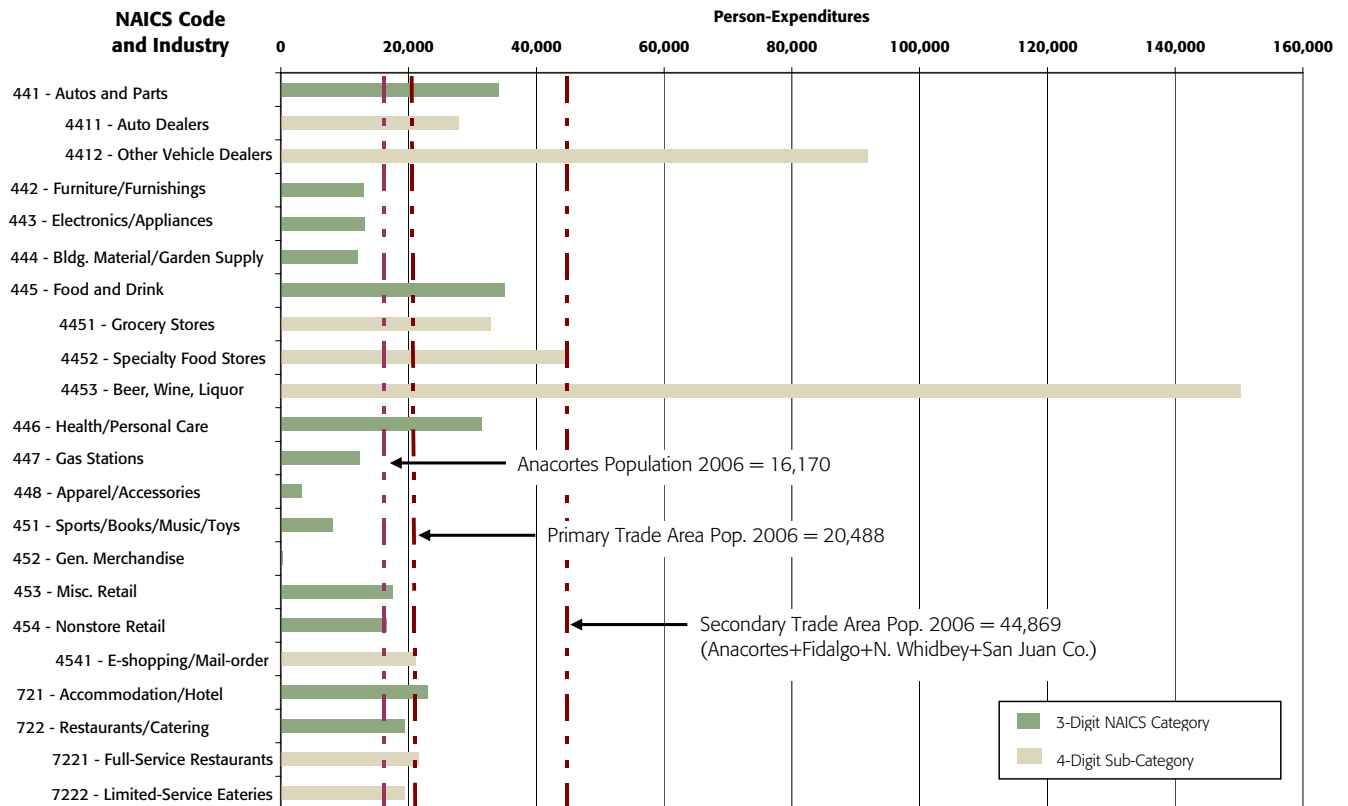 NAICS Code
and Industry
Person-Expenditures
0 20,000 40,000 60,000 80,000 100,000 120,000 140,000 160,000
441 - Autos and Parts
4411 - Auto Dealers
4412 - Other Vehicle Dealers
442 - Furniture/Furnishings
443 - Electronics/Appliances
444 - Bldg. Material/Garden Supply
445 - Food and Drink
4451 - Grocery Stores
4452 - Specialty Food Stores
4453 - Beer, Wine, Liquor
446 - Health/Personal Care
447 - Gas Stations
Anacortes Population 2006 = 16,170
448 - Apparel/Accessories
451 - Sports/Books/Music/Toys
Primary Trade Area Pop. 2006 = 20,488
452 - Gen. Merchandise
453 - Misc. Retail
454 - Nonstore Retail
Secondary Trade Area Pop. 2006 = 44,869
(Anacortes+Fidalgo+N. Whidbey+San Juan Co.)
4541 - E-shopping/Mail-order
721 - Accommodation/Hotel
722 - Restaurants/Catering
7221 - Full-Service Restaurants
7222 - Limited-Service Eateries
3-Digit NAICS Category
4-Digit Sub-Category